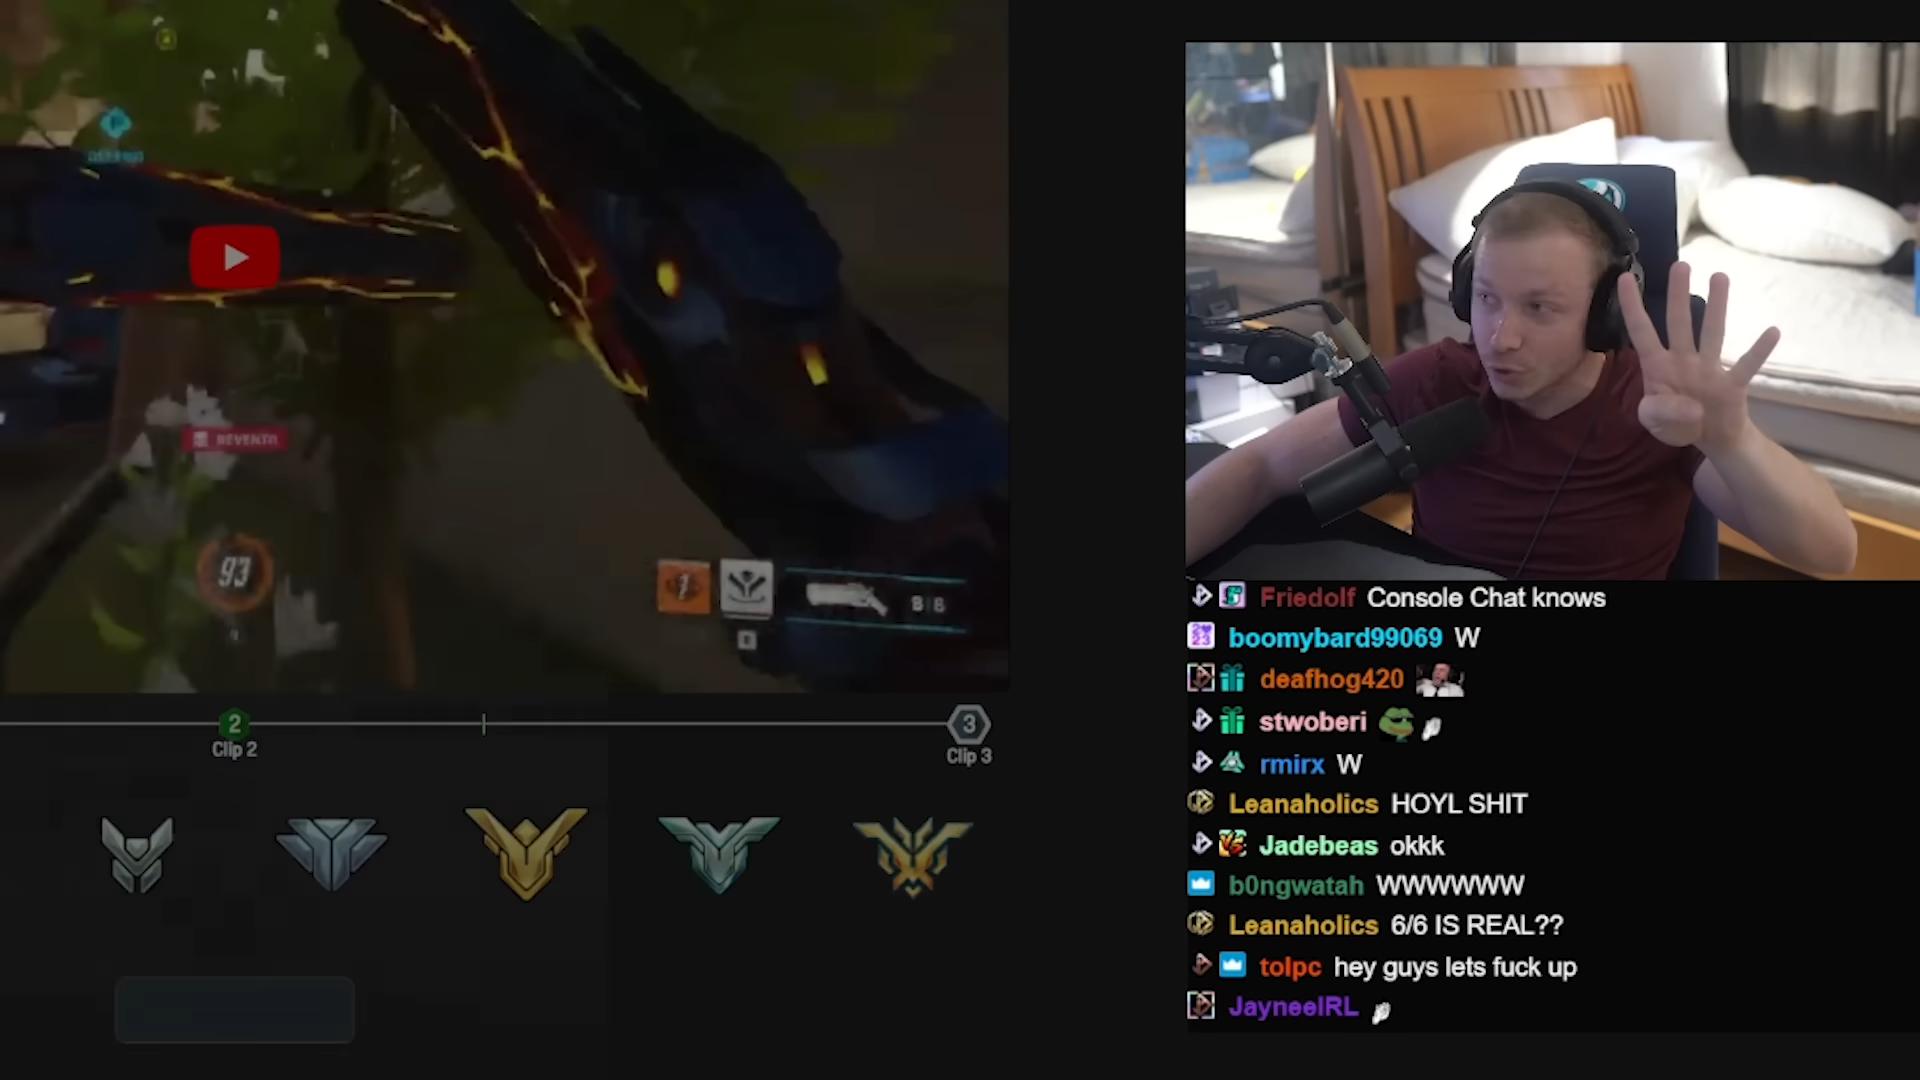 93
8|8
2
Clip 2
3
Clip 3
Friedolf Console Chat knows
boomybard99069 W
deafhog420
stwoberi
rmirx W
Leanaholics HOYL SHIT
Jadebeas okkk
b0ngwatah WWWWWW
Leanaholics 6/6 IS REAL??
tolpc hey guys lets fuck up
JayneeIRL